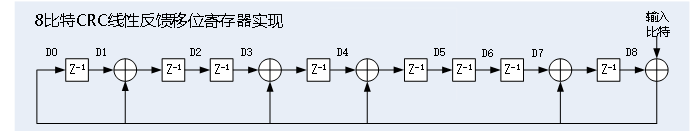 8比特CRC线性反馈移位寄存器实现
输入
比特
D0 D1 D2 D3 D4 D5 D6 D7 D8
Z-1 Z-1 Z-1 Z-1 Z-1 Z-1 Z-1 Z-1